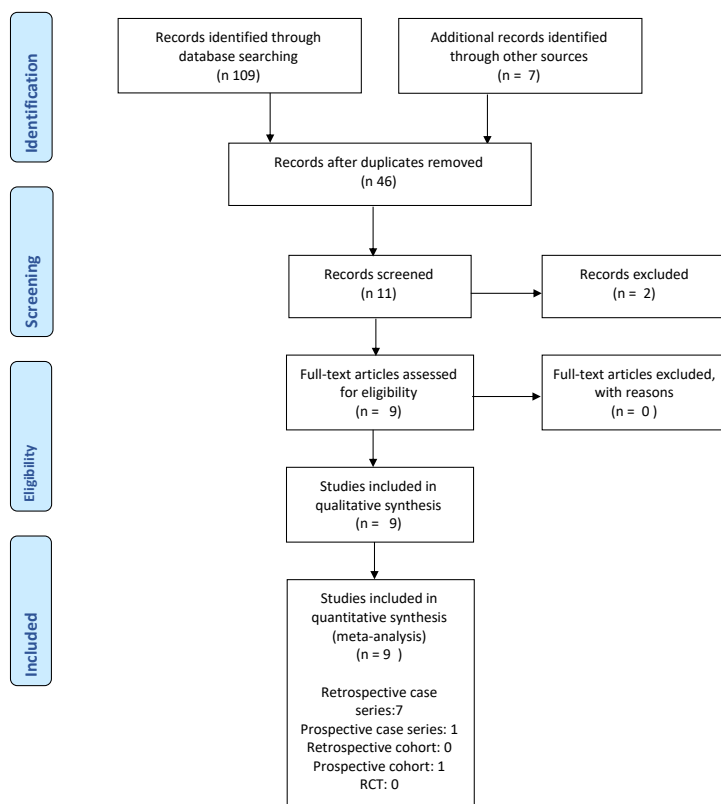 Identification
Records identified through
database searching
(n 109)
Additional records identified
through other sources
(n = 7)
Records after duplicates removed
(n 46)
Screening
Records screened
(n 11)
Records excluded
(n = 2)
Eligibility
Full-text articles assessed
for eligibility
(n = 9)
Full-text articles excluded,
with reasons
(n = 0 )
Studies included in
qualitative synthesis
(n = 9)
Included
Studies included in
quantitative synthesis
(meta-analysis)
(n = 9 )
Retrospective case
series:7
Prospective case series: 1
Retrospective cohort: 0
Prospective cohort: 1
RCT: 0